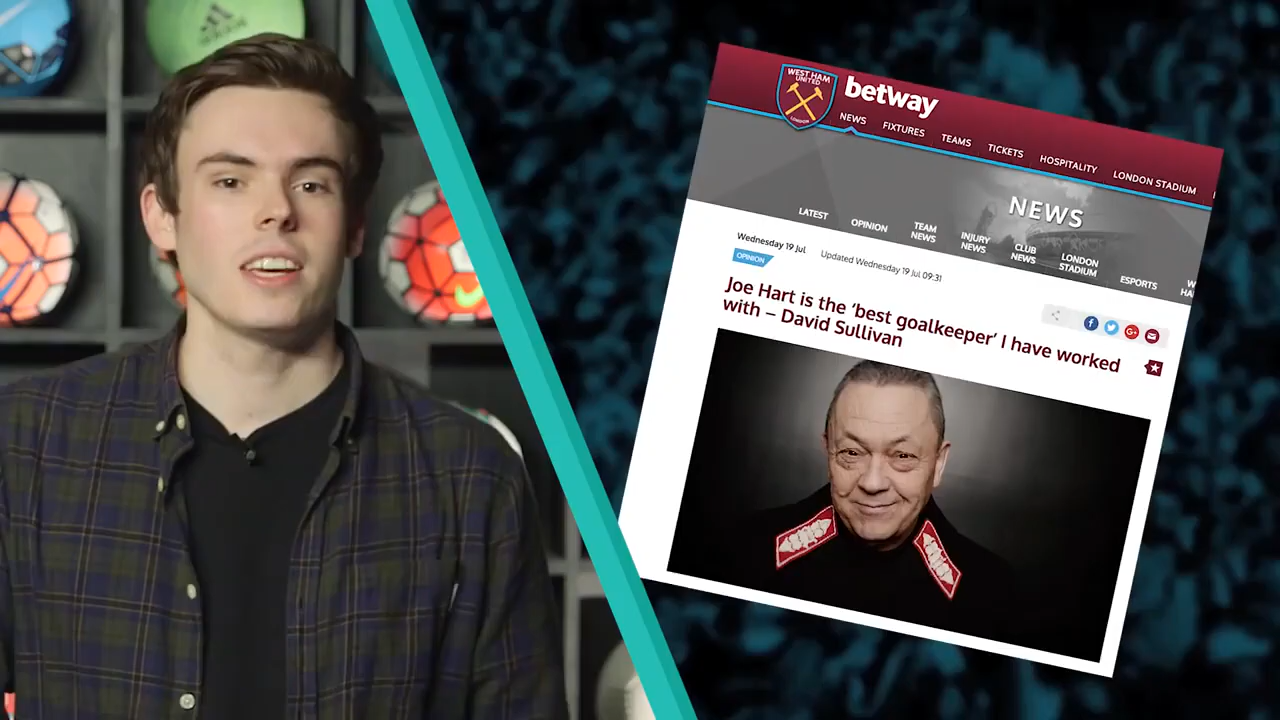 adidas
WEST HAM
UNITED
LONDON
betway
NEWS
FIXTURES
TEAMS
TICKETS
HOSPITALITY
LONDON STADIUM
NEWS
LATEST
OPINION
TEAM
NEWS
INJURY
NEWS
CLUB
NEWS
LONDON
STADIUM
ESPORTS
Wednesday 19 Jul
Updated Wednesday 19 Jul 09:31
OPINION
Joe Hart is the 'best goalkeeper' I have worked
with – David Sullivan